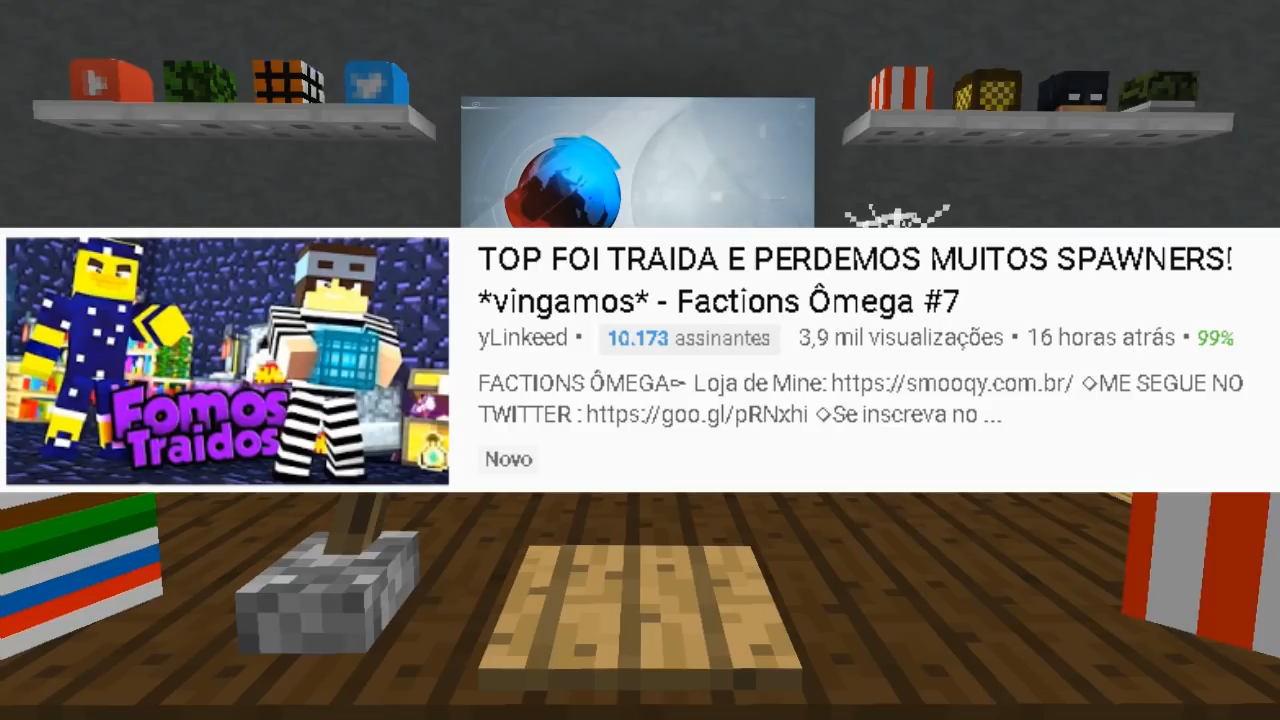 TOP FOI TRAIDA E PERDEMOS MUITOS SPAWNERS!
*vingamos* - Factions Ômega #7
yLinkeed • 10.173 assinantes 3,9 mil visualizações • 16 horas atrás • 99%
FACTIONS ÔMEGA➢ Loja de Mine: https://smooqy.com.br/ ◇ME SEGUE NO
TWITTER : https://goo.gl/pRNxhi ◇Se inscreva no ...
Novo
Fomos
Traidos